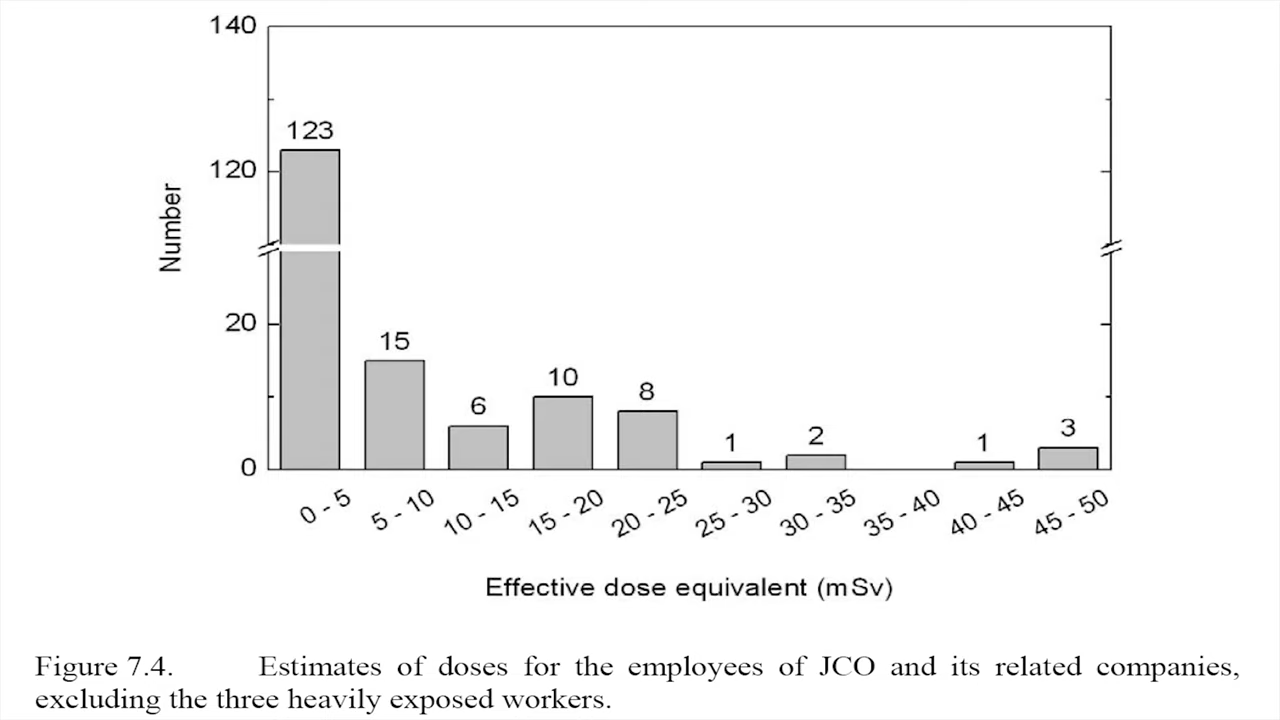 140
123
120
Number
20
15
10
8
6
3
2
1
1
0
0 - 5
5 - 10
10 - 15
15 - 20
20 - 25
25 - 30
30 - 35
35 - 40
40 - 45
45 - 50
Effective dose equivalent (mSv)
Figure 7.4. Estimates of doses for the employees of JCO and its related companies,
excluding the three heavily exposed workers.